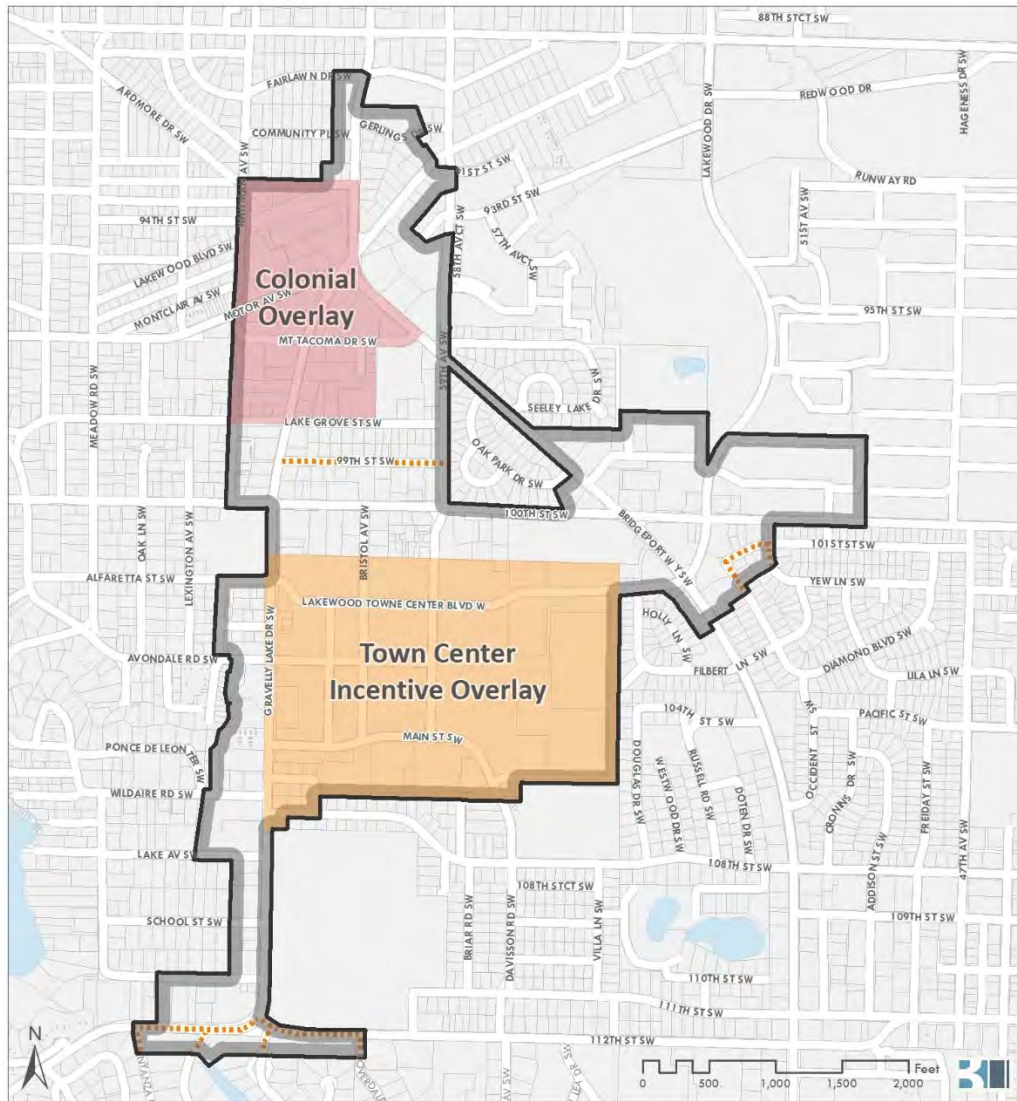 88TH STCT SW
FAIRLAWN DR SW
REDWOOD DR
HAGENESS DR SW
ARDMORE DR SW
LAKEWOOD DR SW
COMMUNITY PL SW
GERLINGS DR SW
91ST ST SW
RUNWAY RD
93RD ST SW
94TH ST SW
57TH AVCT SW
58TH AVCT SW
51ST AV SW
LAKEWOOD BLVD SW
Colonial
Overlay
MONTCLAIR AV SW
MOTOR AV SW
95TH ST SW
MT TACOMA DR SW
59TH AV SW
MEADOW RD SW
SEELEY LAKE DR SW
LAKE GROVE ST SW
OAK PARK DR SW
99TH ST SW
100TH ST SW
BRIDGEPORT WY SW
OAK LN SW
LEXINGTON AV SW
BRISTOL AV SW
101ST ST SW
ALFARETTA ST SW
YEW LN SW
LAKEWOOD TOWNE CENTER BLVD W
HOLLY LN SW
GRAVELLY LAKE DR SW
Town Center
Incentive Overlay
AVONDALE RD SW
FILBERT LN SW
DIAMOND BLVD SW
LILA LN SW
104TH ST SW
PACIFIC ST SW
MAIN ST SW
PONCE DE LEON TER SW
OCCIDENT ST SW
DOUGLAS DR SW
WESTWOOD DR SW
RUSSELL RD SW
DOTEN DR SW
CRONINS DR SW
FREIDAY ST SW
WILDAIRE RD SW
47TH AV SW
LAKE AV SW
108TH ST SW
ADDISON ST SW
108TH STCT SW
SCHOOL ST SW
109TH ST SW
BRIAR RD SW
DAVISSON RD SW
VILLA LN SW
110TH ST SW
111TH ST SW
N
112TH ST SW
Feet
0 500 1,000 1,500 2,000